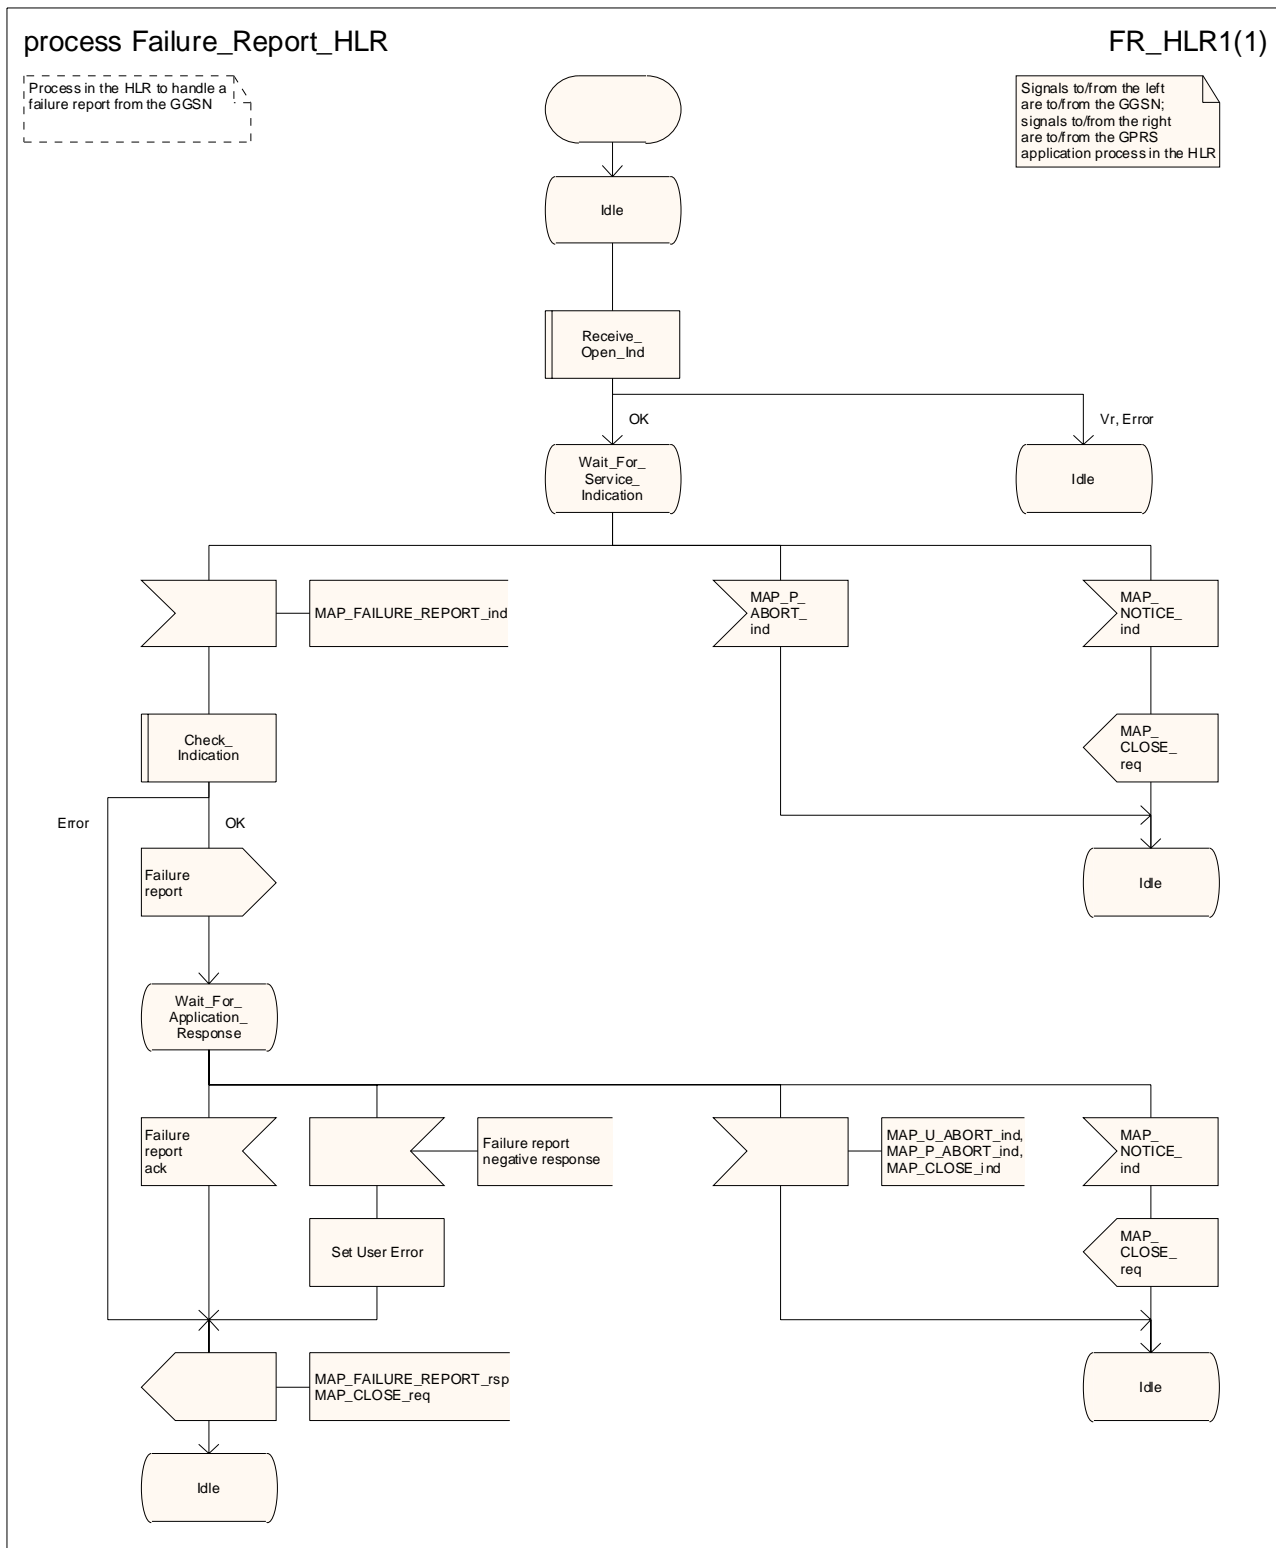 process Failure_Report_HLR
FR_HLR1(1)
Process in the HLR to handle a
failure report from the GGSN
Signals to/from the left
are to/from the GGSN;
signals to/from the right
are to/from the GPRS
application process in the HLR
Idle
Receive_
Open_Ind
OK
Vr, Error
Wait_For_
Service_
Indication
Idle
MAP_FAILURE_REPORT_ind
MAP_P_
ABORT_
ind
MAP_
NOTICE_
ind
Check_
Indication
MAP_
CLOSE_
req
Error
OK
Failure
report
Idle
Wait_For_
Application_
Response
Failure
report
ack
Failure report
negative response
MAP_U_ABORT_ind,
MAP_P_ABORT_ind,
MAP_CLOSE_ind
MAP_
NOTICE_
ind
Set User Error
MAP_
CLOSE_
req
MAP_FAILURE_REPORT_rsp
MAP_CLOSE_req
Idle
Idle